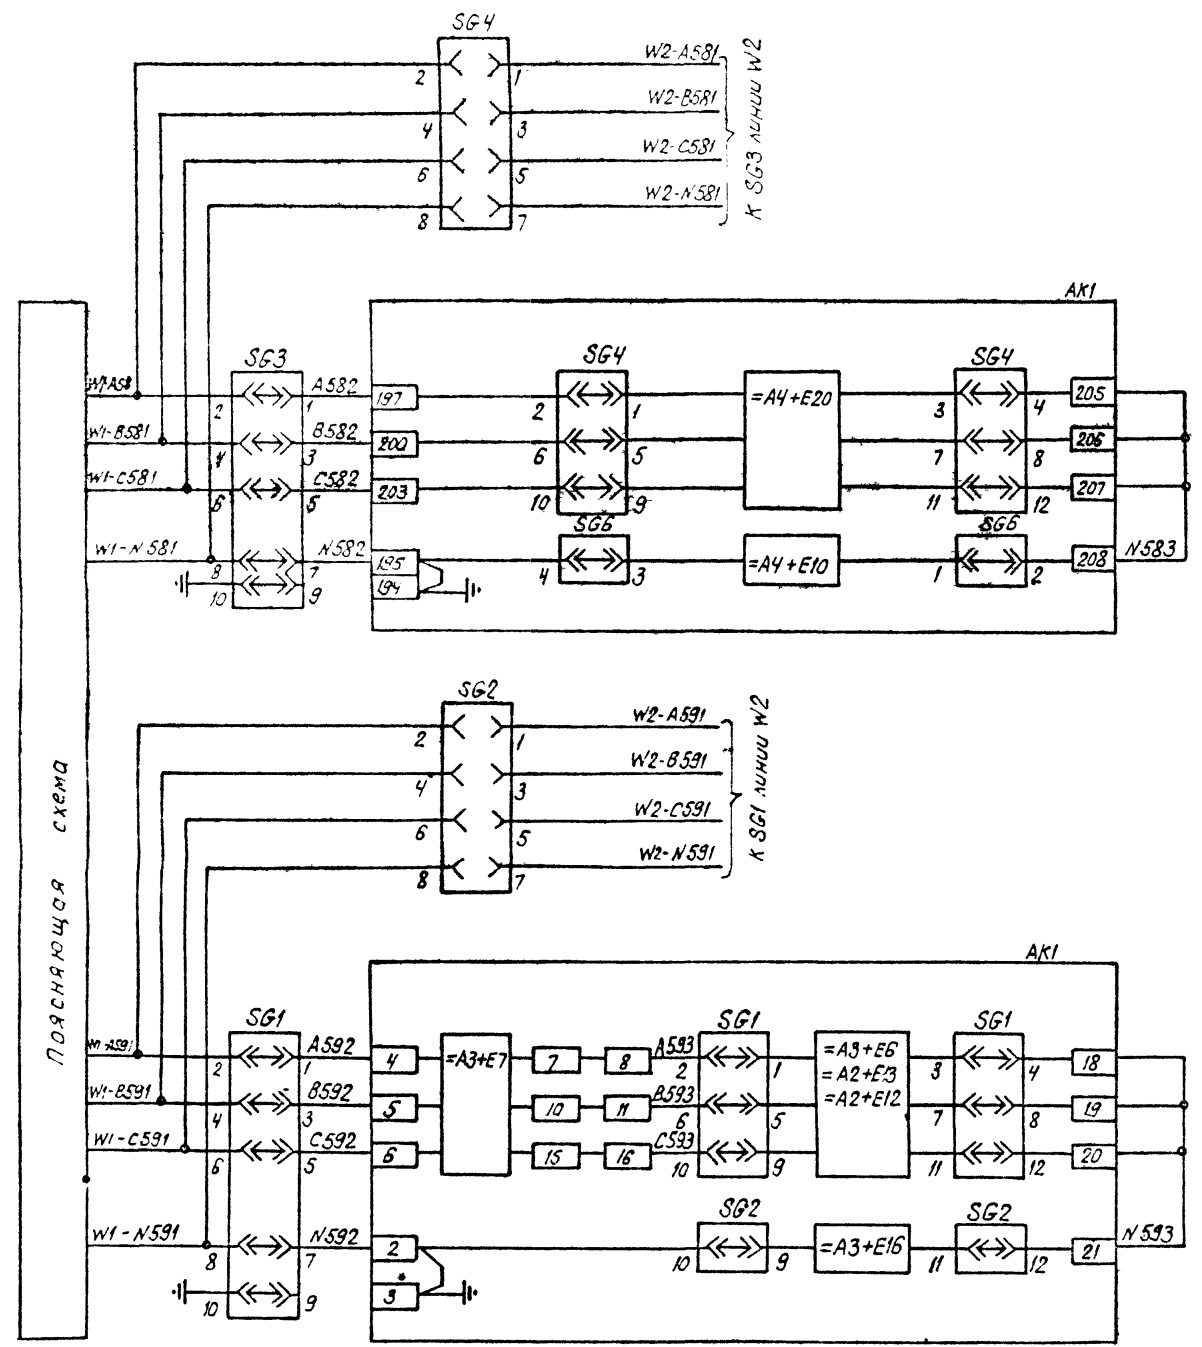 SG4
2 1 W2-A581
4 3 W2-B581
6 5 W2-C581
8 7 W2-N581
К SG3 линии W2
AK1
SG3
SG4
SG4
2 1 A582 197 2 1 =A4+E20 3 4 205
W1-B581 4 3 B582 200 6 5 7 8 206
W1-C581 6 5 C582 203 10 9 11 12 207
SG6
SG6
W1-N581 8 7 N582 195 4 3 =A4+E10 1 2 208 N583
10 9 194
SG2
2 1 W2-A591
4 3 W2-B591
6 5 W2-C591
8 7 W2-N591
К SG1 линии W2
Поясняющая схема
AK1
SG1
SG1
SG1
W1-A591 2 1 A592 4 =A3+E7 7 8 A593 2 1 =A3+E6 3 4 18
=A2+E13
W1-B591 4 3 B592 5 10 11 B593 6 5 =A2+E12 7 8 19
W1-C591 6 5 C592 6 15 16 C593 10 9 11 12 20
SG2
SG2
W1-N591 8 7 N592 2 10 9 =A3+E16 11 12 21 N593
10 9 3*